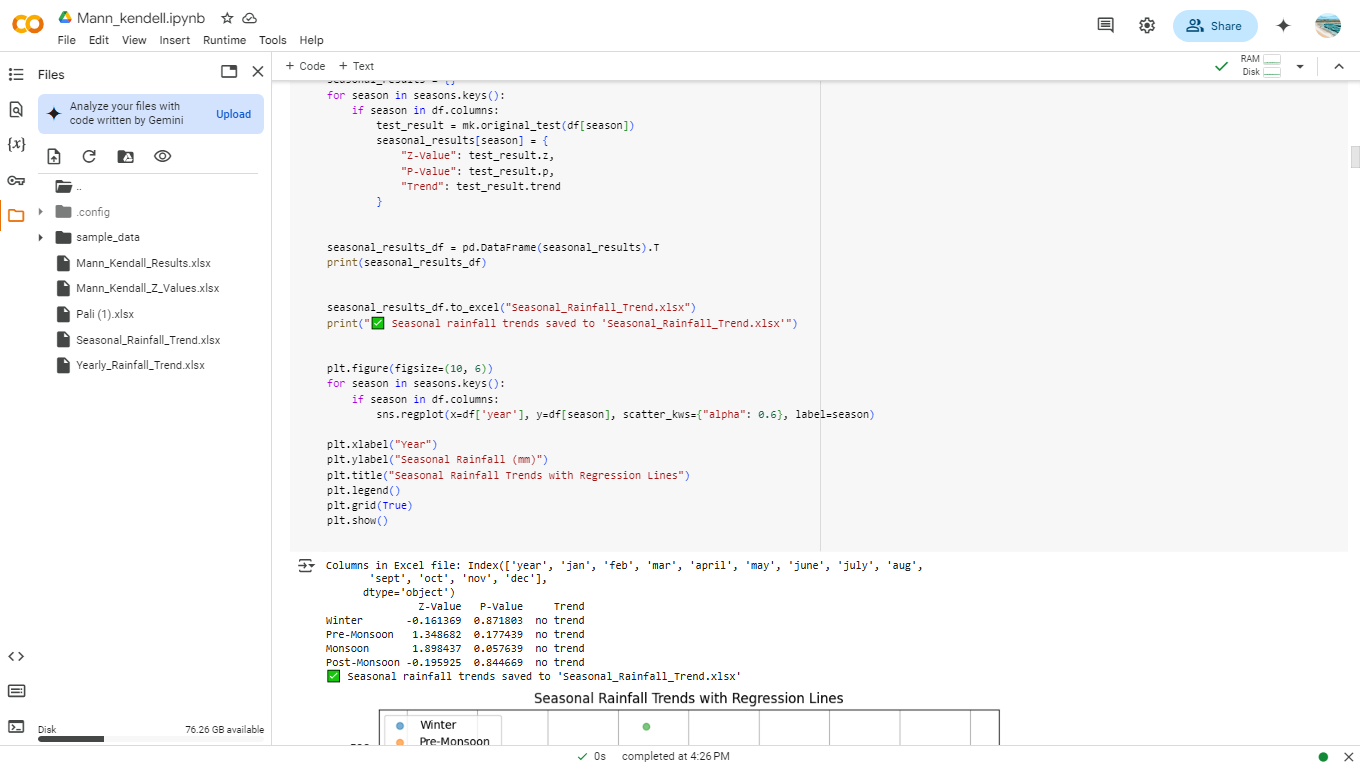 Mann_kendell.ipynb
File Edit View Insert Runtime Tools Help
Share
Files
+ Code + Text
RAM
Disk
Analyze your files with
code written by Gemini
Upload
{x}
..
.config
sample_data
Mann_Kendall_Results.xlsx
Mann_Kendall_Z_Values.xlsx
Pali (1).xlsx
Seasonal_Rainfall_Trend.xlsx
Yearly_Rainfall_Trend.xlsx
Disk
76.26 GB available
seasonal_results = {}
for season in seasons.keys():
    if season in df.columns:
        test_result = mk.original_test(df[season])
        seasonal_results[season] = {
            "Z-Value": test_result.z,
            "P-Value": test_result.p,
            "Trend": test_result.trend
        }
seasonal_results_df = pd.DataFrame(seasonal_results).T
print(seasonal_results_df)
seasonal_results_df.to_excel("Seasonal_Rainfall_Trend.xlsx")
print("✅ Seasonal rainfall trends saved to 'Seasonal_Rainfall_Trend.xlsx'")
plt.figure(figsize=(10, 6))
for season in seasons.keys():
    if season in df.columns:
        sns.regplot(x=df['year'], y=df[season], scatter_kws={"alpha": 0.6}, label=season)
plt.xlabel("Year")
plt.ylabel("Seasonal Rainfall (mm)")
plt.title("Seasonal Rainfall Trends with Regression Lines")
plt.legend()
plt.grid(True)
plt.show()
Columns in Excel file: Index(['year', 'jan', 'feb', 'mar', 'april', 'may', 'june', 'july', 'aug',
       'sept', 'oct', 'nov', 'dec'],
      dtype='object')
Z-Value P-Value Trend
Winter -0.161369 0.871803 no trend
Pre-Monsoon 1.348682 0.177439 no trend
Monsoon 1.898437 0.057639 no trend
Post-Monsoon -0.195925 0.844669 no trend
✅ Seasonal rainfall trends saved to 'Seasonal_Rainfall_Trend.xlsx'
Seasonal Rainfall Trends with Regression Lines
Winter
Pre-Monsoon
0s completed at 4:26 PM